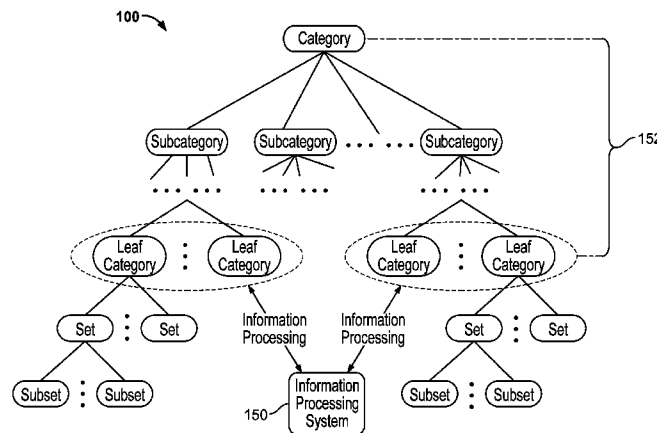 100
Category
152
Subcategory Subcategory Subcategory
Leaf Category Leaf Category Leaf Category Leaf Category
Information Processing Information Processing
Set Set Set Set
Subset Subset Subset Subset
150
Information Processing System